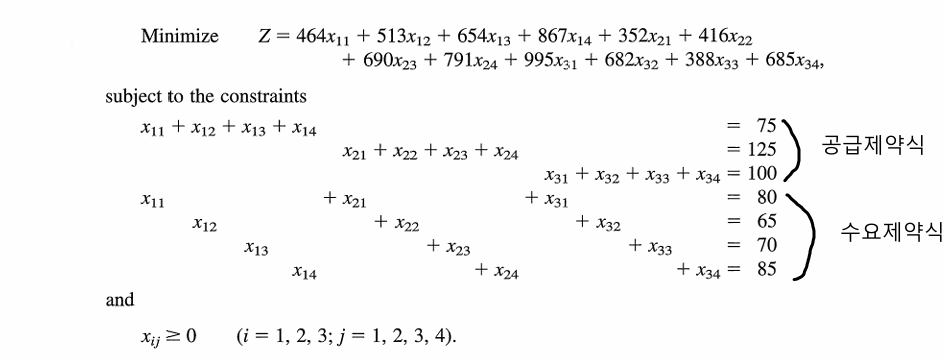 Minimize Z = 464x11 + 513x12 + 654x13 + 867x14 + 352x21 + 416x22
+ 690x23 + 791x24 + 995x31 + 682x32 + 388x33 + 685x34,
subject to the constraints
x11 + x12 + x13 + x14 = 75
x21 + x22 + x23 + x24 = 125
공급제약식
x31 + x32 + x33 + x34 = 100
x11 + x21 + x31 = 80
x12 + x22 + x32 = 65
수요제약식
x13 + x23 + x33 = 70
x14 + x24 + x34 = 85
and
xij ≥ 0 (i = 1, 2, 3; j = 1, 2, 3, 4).